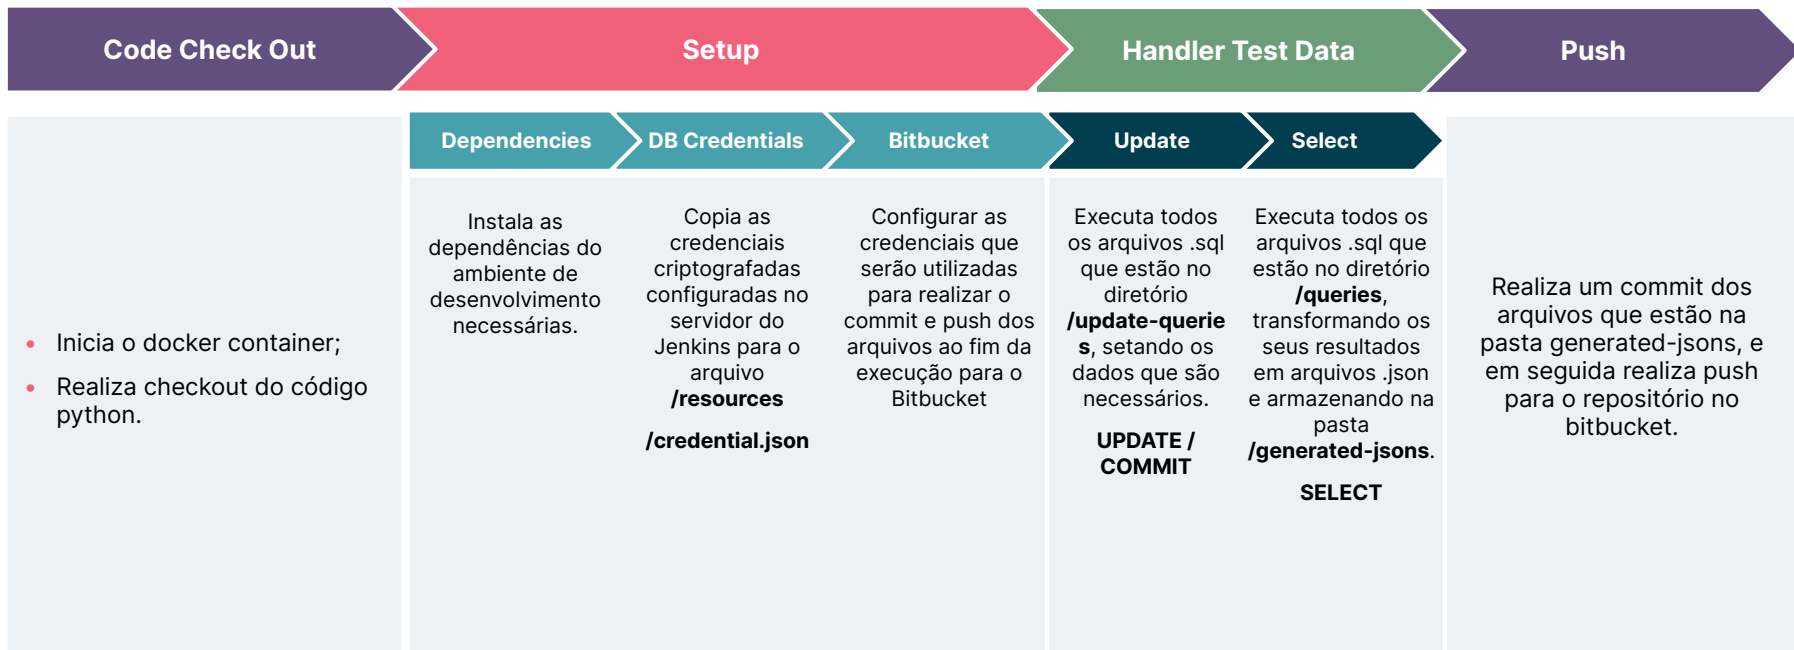 Code Check Out
Setup
Handler Test Data
Push
Dependencies
DB Credentials
Bitbucket
Update
Select
Inicia o docker container;
Realiza checkout do código
python.
Instala as
dependências do
ambiente de
desenvolvimento
necessárias.
Copia as
credenciais
criptografadas
configuradas no
servidor do
Jenkins para o
arquivo
/resources
/credential.json
Configurar as
credenciais que
serão utilizadas
para realizar o
commit e push dos
arquivos ao fim da
execução para o
Bitbucket
Executa todos
os arquivos .sql
que estão no
diretório
/update-querie
s, setando os
dados que são
necessários.
UPDATE /
COMMIT
Executa todos os
arquivos .sql que
estão no diretório
/queries,
transformando os
seus resultados
em arquivos .json
e armazenando na
pasta
/generated-jsons.
SELECT
Realiza um commit dos
arquivos que estão na
pasta generated-jsons, e
em seguida realiza push
para o repositório no
bitbucket.